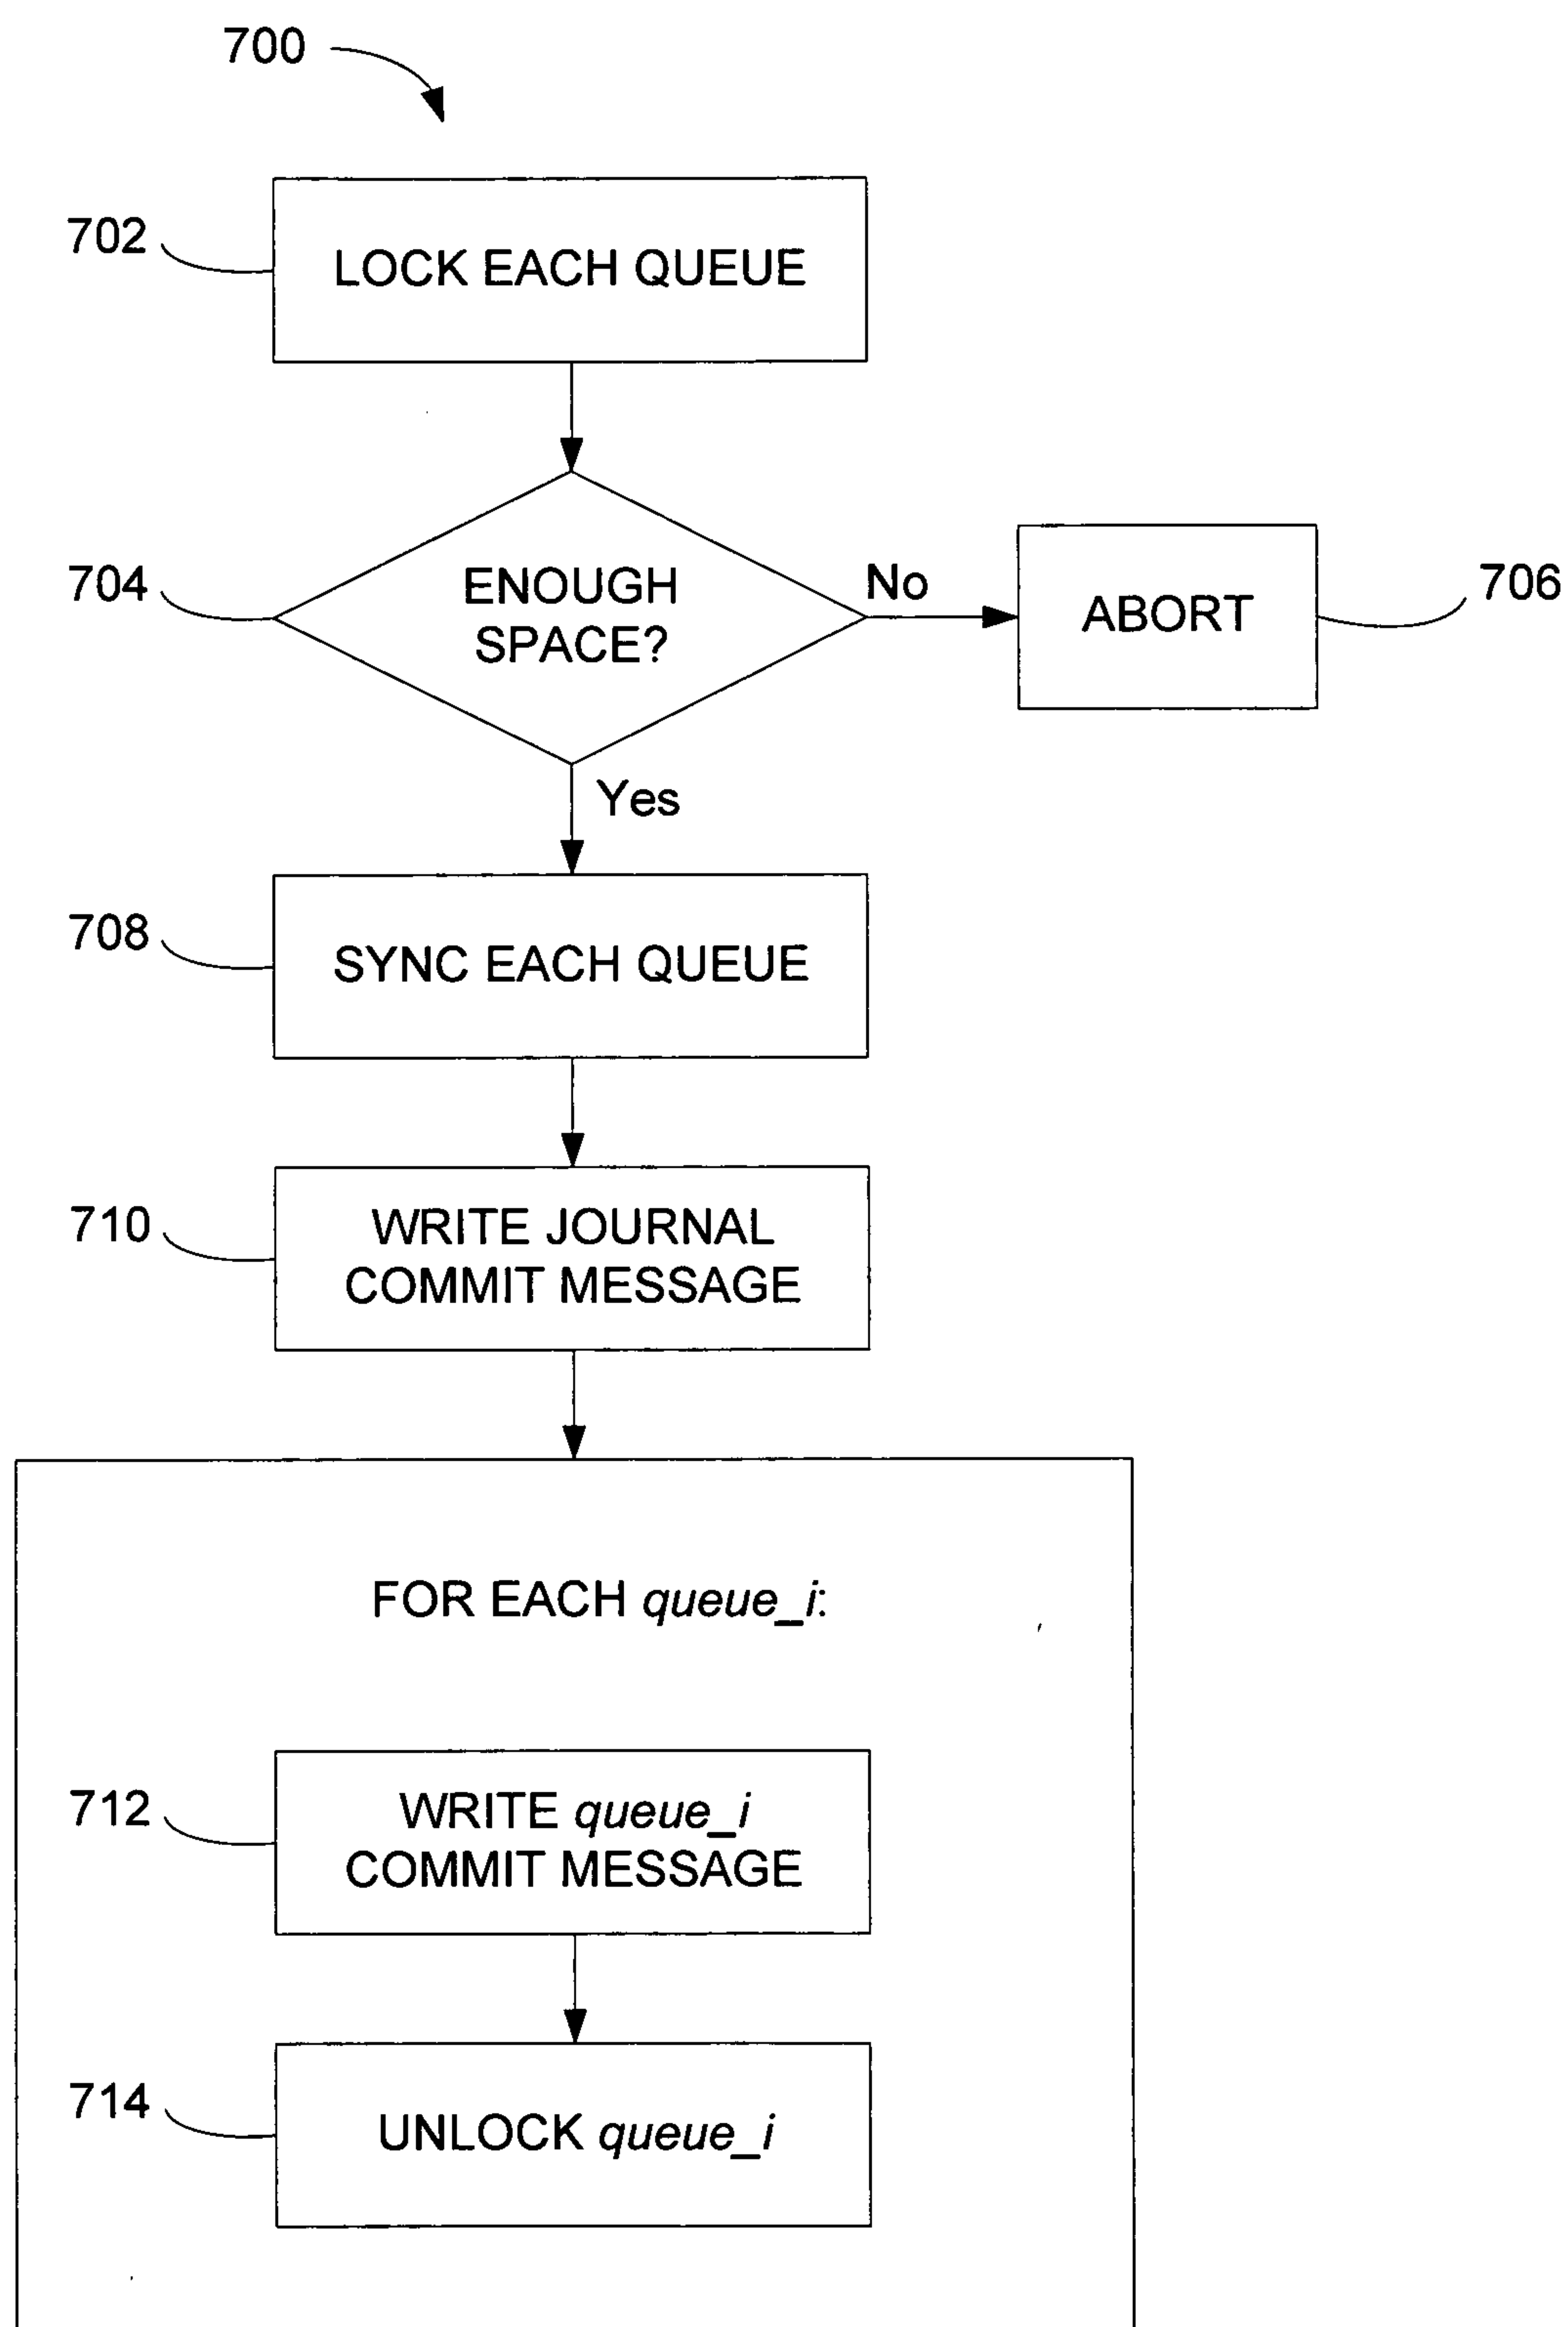 700
702
LOCK EACH QUEUE
704
ENOUGH
SPACE?
No
ABORT
706
Yes
708
SYNC EACH QUEUE
710
WRITE JOURNAL
COMMIT MESSAGE
FOR EACH queue_i:
712
WRITE queue_i
COMMIT MESSAGE
714
UNLOCK queue_i